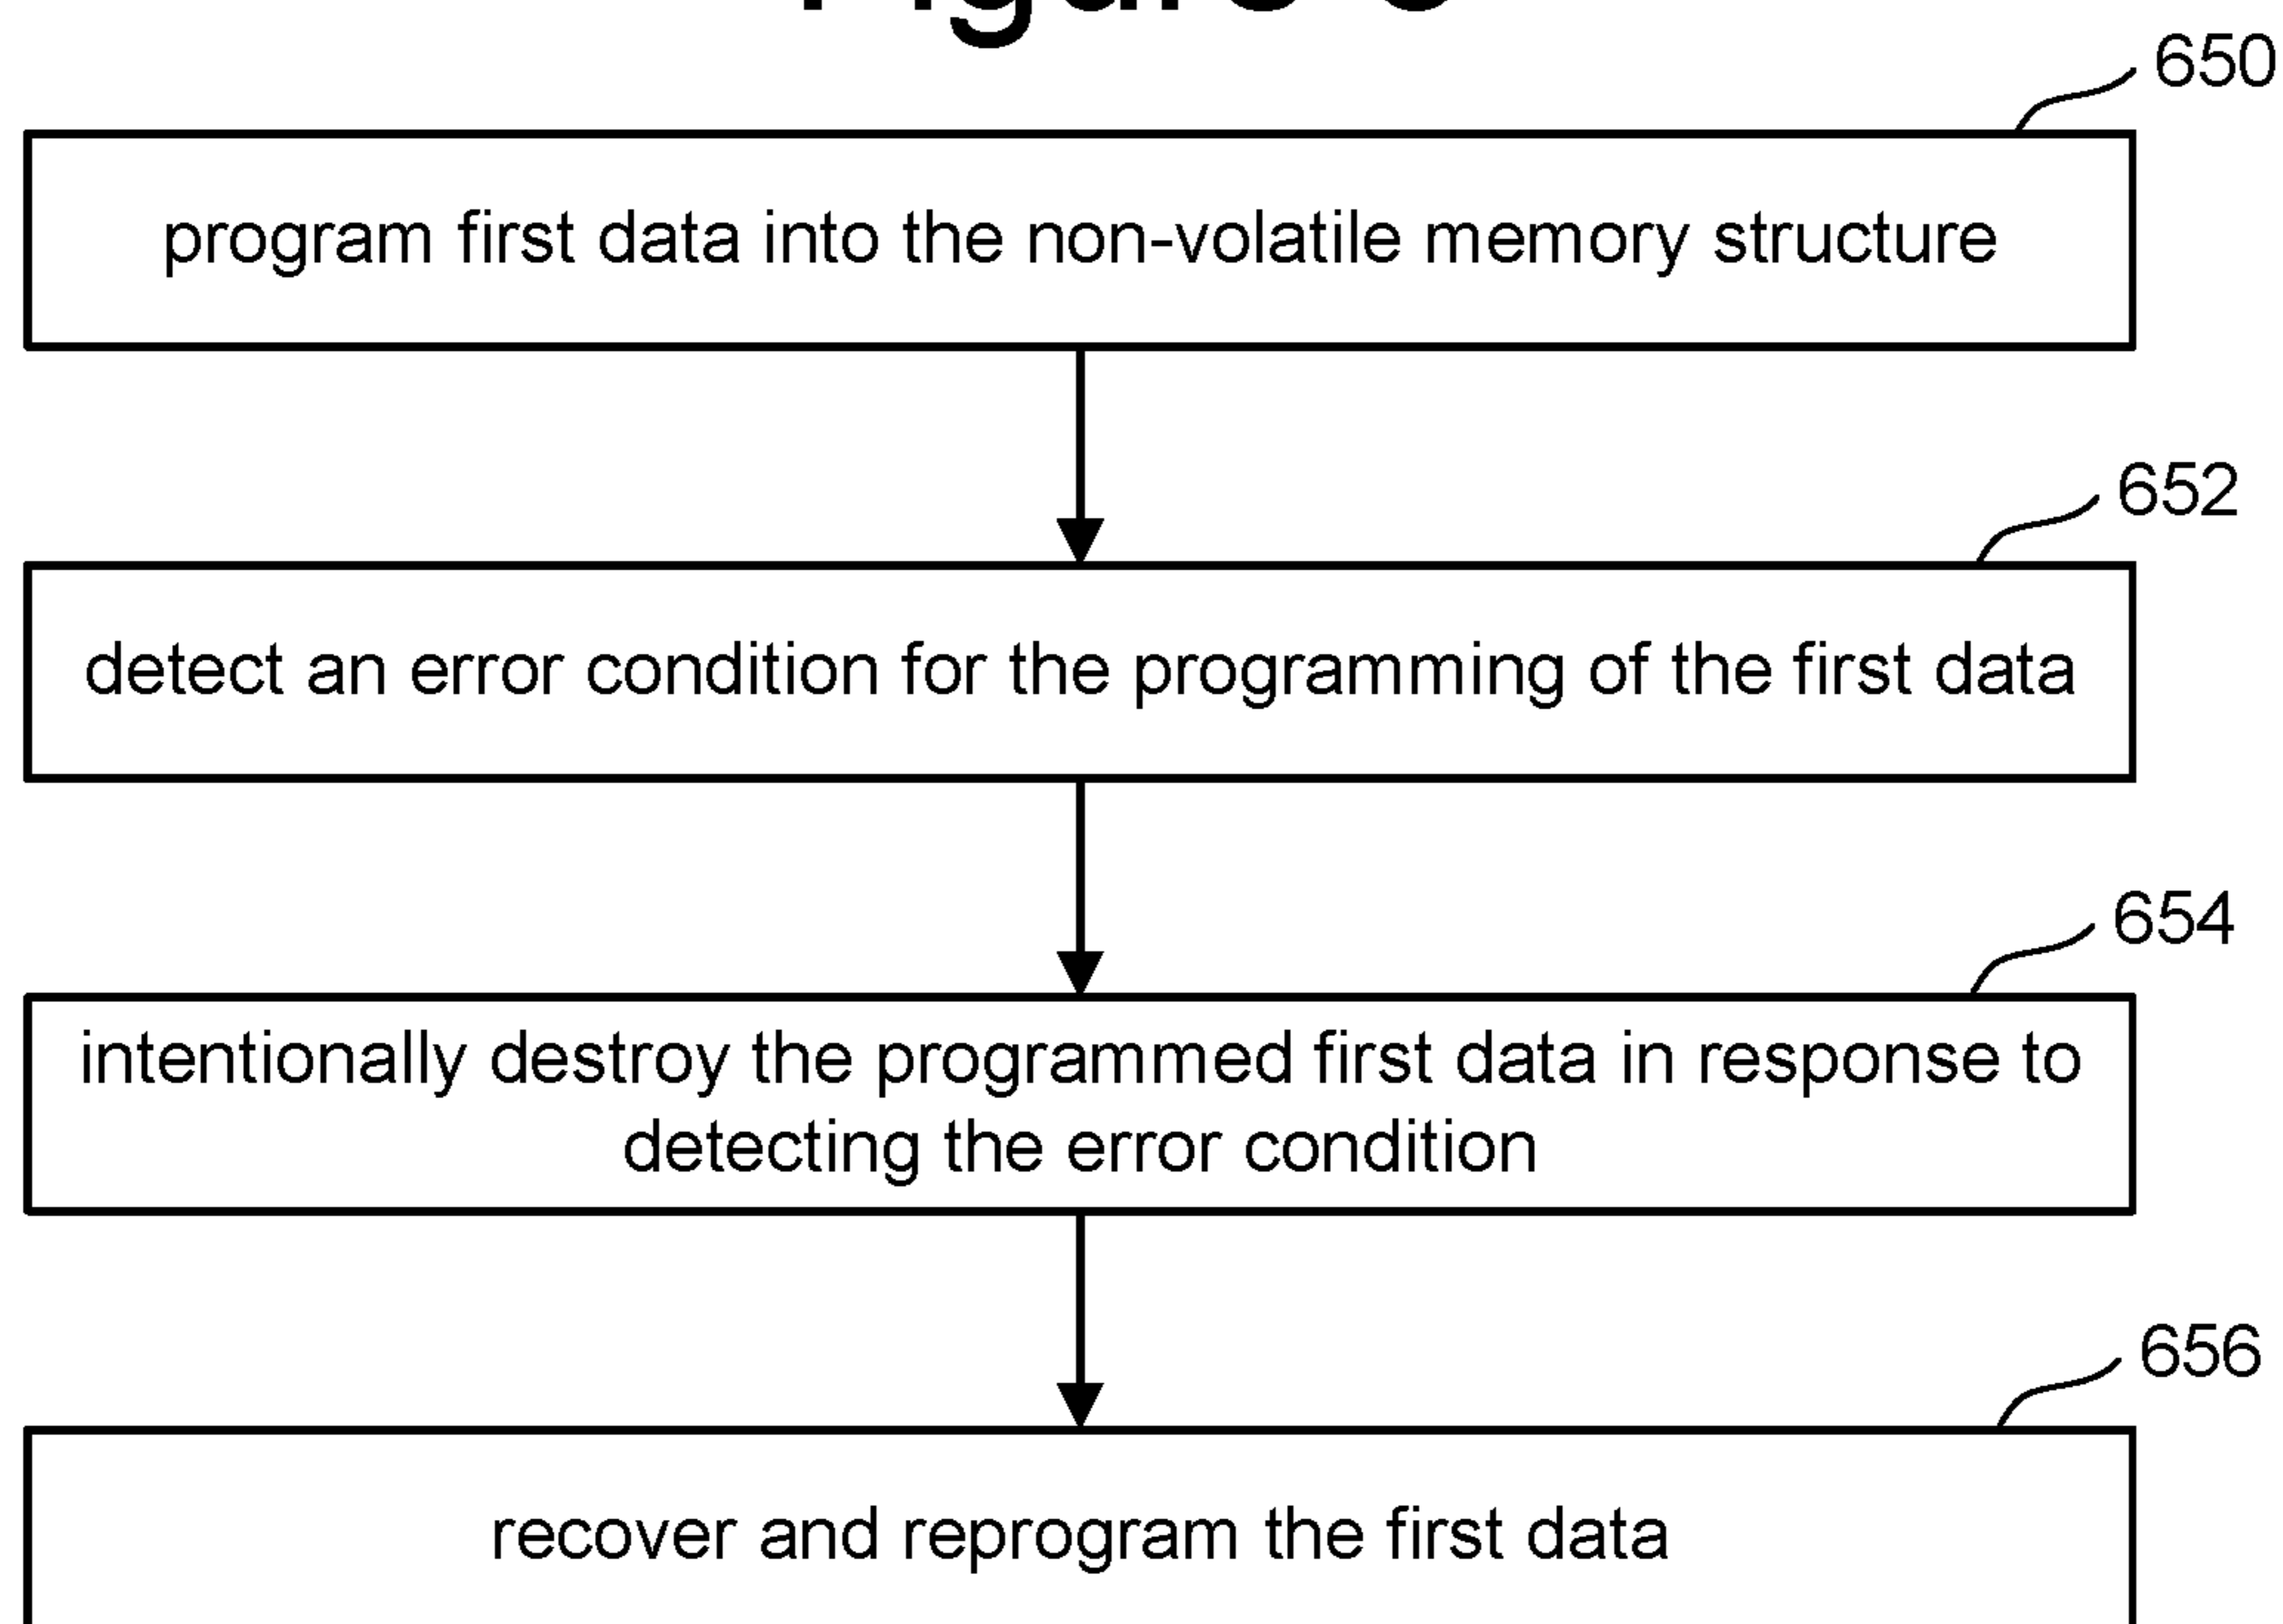 650
program first data into the non-volatile memory structure
652
detect an error condition for the programming of the first data
654
intentionally destroy the programmed first data in response to
detecting the error condition
656
recover and reprogram the first data